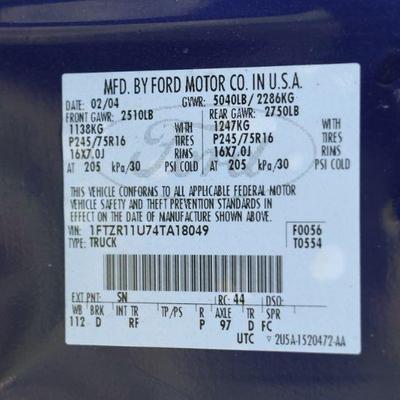 MFD. BY FORD MOTOR CO. IN U.S.A.
DATE: 02/04 GVWR: 5040LB/ 2286KG
FRONT GAWR: 2510LB REAR GAWR: 2750LB
1138KG WITH 1247KG WITH
P245/75R16 TIRES P245/75R16 TIRES
16X7.0J RIMS 16X7.0J RIMS
AT 205 kPa/30 PSI COLD AT 205 kPa/30 PSI COLD
THIS VEHICLE CONFORMS TO ALL APPLICABLE FEDERAL MOTOR
VEHICLE SAFETY AND THEFT PREVENTION STANDARDS IN
EFFECT ON THE DATE OF MANUFACTURE SHOWN ABOVE.
VIN: 1FTZR11U74TA18049 F0056
TYPE: TRUCK T0554
EXT PNT: SN RC: 44 DSO:
WB BRK INT TR TP/PS R AXLE TR SPR
112 D RF P 97 D FC
UTC 2U5A-1520472-AA
Ford